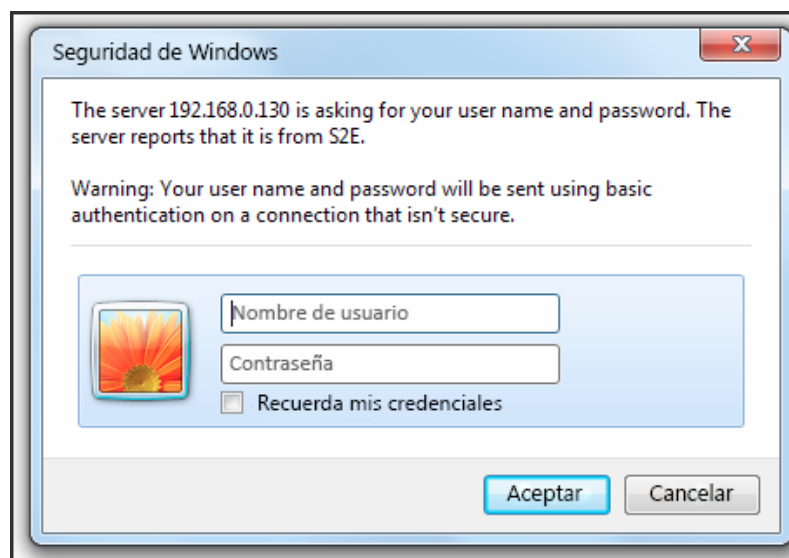 Seguridad de Windows
The server 192.168.0.130 is asking for your user name and password. The
server reports that it is from S2E.
Warning: Your user name and password will be sent using basic
authentication on a connection that isn't secure.
Nombre de usuario
Contraseña
Recuerda mis credenciales
Aceptar
Cancelar